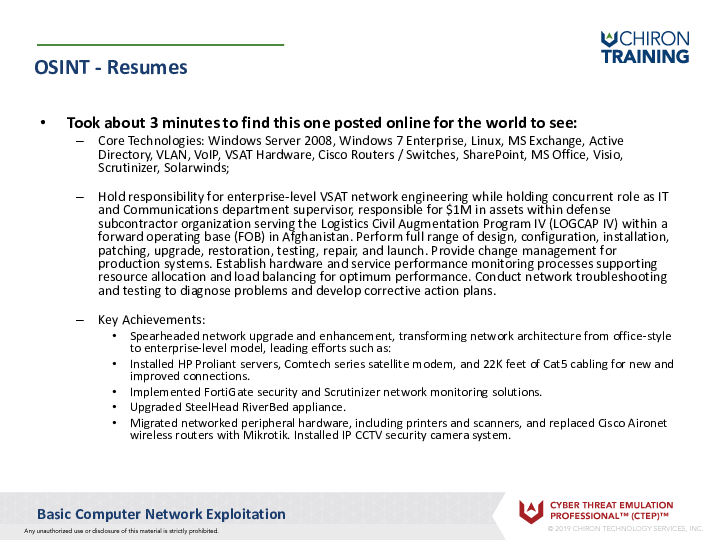 CHIRON
TRAINING
OSINT - Resumes
• Took about 3 minutes to find this one posted online for the world to see:
– Core Technologies: Windows Server 2008, Windows 7 Enterprise, Linux, MS Exchange, Active
Directory, VLAN, VoIP, VSAT Hardware, Cisco Routers / Switches, SharePoint, MS Office, Visio,
Scrutinizer, Solarwinds;
– Hold responsibility for enterprise-level VSAT network engineering while holding concurrent role as IT
and Communications department supervisor, responsible for $1M in assets within defense
subcontractor organization serving the Logistics Civil Augmentation Program IV (LOGCAP IV) within a
forward operating base (FOB) in Afghanistan. Perform full range of design, configuration, installation,
patching, upgrade, restoration, testing, repair, and launch. Provide change management for
production systems. Establish hardware and service performance monitoring processes supporting
resource allocation and load balancing for optimum performance. Conduct network troubleshooting
and testing to diagnose problems and develop corrective action plans.
– Key Achievements:
• Spearheaded network upgrade and enhancement, transforming network architecture from office-style
to enterprise-level model, leading efforts such as:
• Installed HP Proliant servers, Comtech series satellite modem, and 22K feet of Cat5 cabling for new and
improved connections.
• Implemented FortiGate security and Scrutinizer network monitoring solutions.
• Upgraded SteelHead RiverBed appliance.
• Migrated networked peripheral hardware, including printers and scanners, and replaced Cisco Aironet
wireless routers with Mikrotik. Installed IP CCTV security camera system.
Basic Computer Network Exploitation
CYBER THREAT EMULATION
PROFESSIONAL™ (CTEP)™
Any unauthorized use or disclosure of this material is strictly prohibited.
© 2019 CHIRON TECHNOLOGY SERVICES, INC.